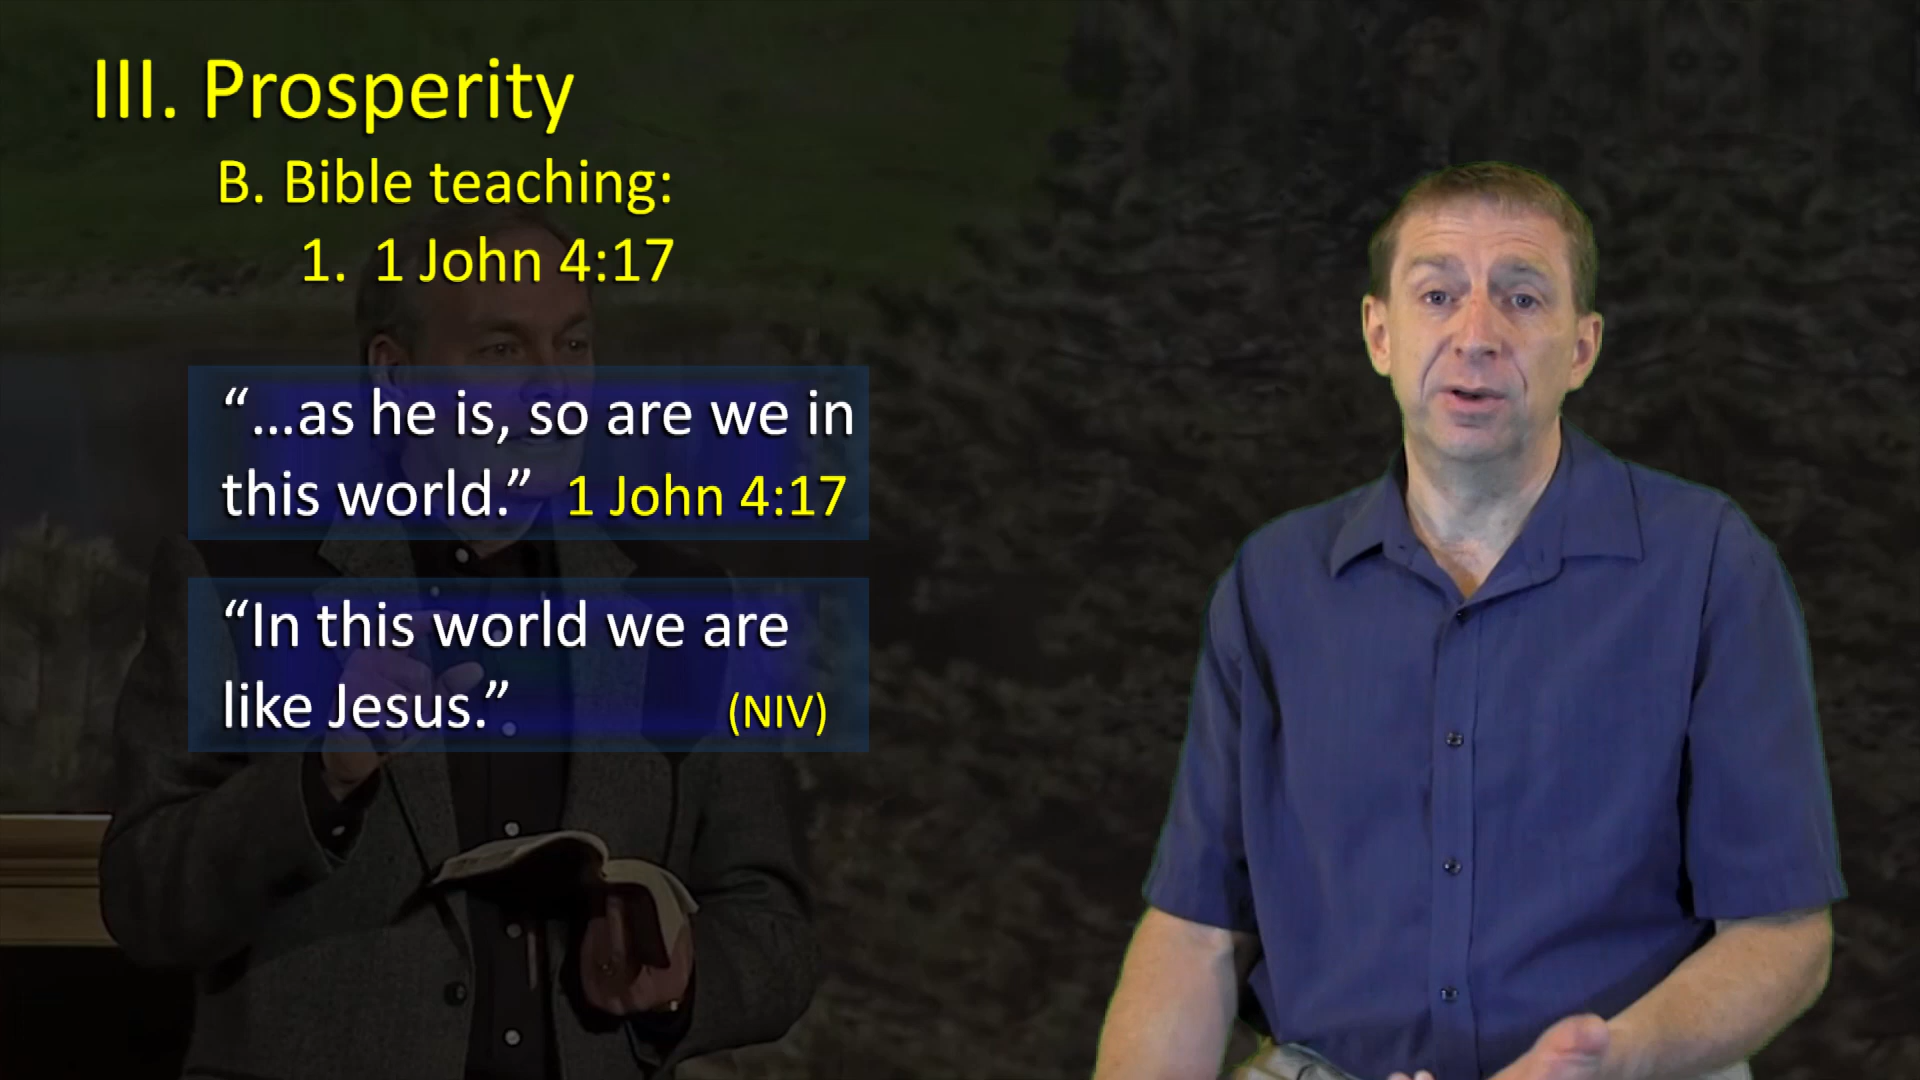 III. Prosperity
B. Bible teaching:
1. 1 John 4:17
“...as he is, so are we in
this world.” 1 John 4:17
“In this world we are
like Jesus.” (NIV)